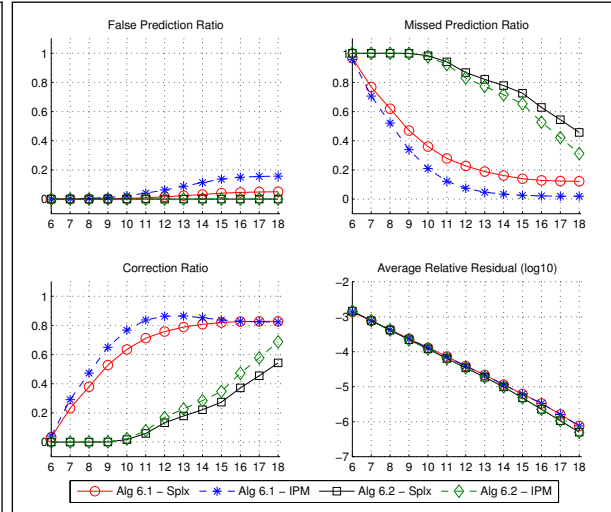 False Prediction Ratio
1
0.8
0.6
0.4
0.2
0
6 7 8 9 10 11 12 13 14 15 16 17 18
Missed Prediction Ratio
1
0.8
0.6
0.4
0.2
0
6 7 8 9 10 11 12 13 14 15 16 17 18
Correction Ratio
1
0.8
0.6
0.4
0.2
0
6 7 8 9 10 11 12 13 14 15 16 17 18
Average Relative Residual (log10)
−2
−3
−4
−5
−6
−7
6 7 8 9 10 11 12 13 14 15 16 17 18
Alg 6.1 − Splx Alg 6.1 − IPM Alg 6.2 − Splx Alg 6.2 − IPM